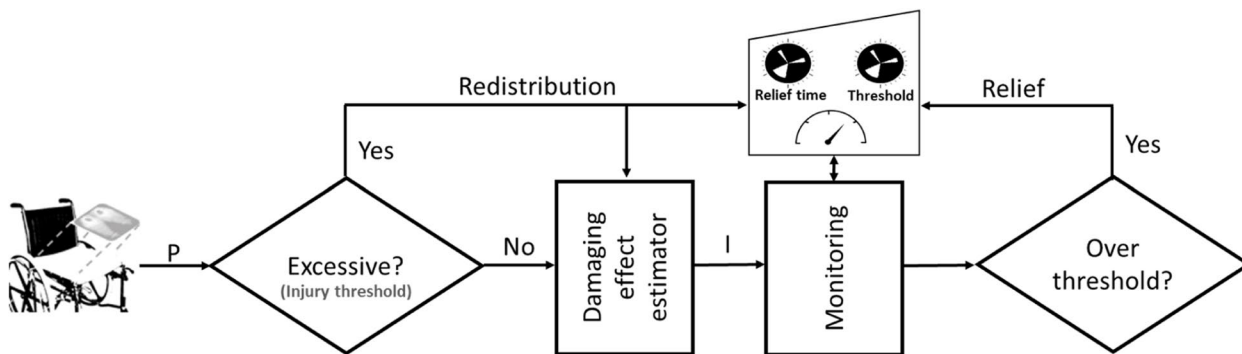 Redistribution
Relief time
Threshold
Relief
Yes
Yes
P
Excessive?
(Injury threshold)
No
Damaging
effect
estimator
I
Monitoring
Over
threshold?